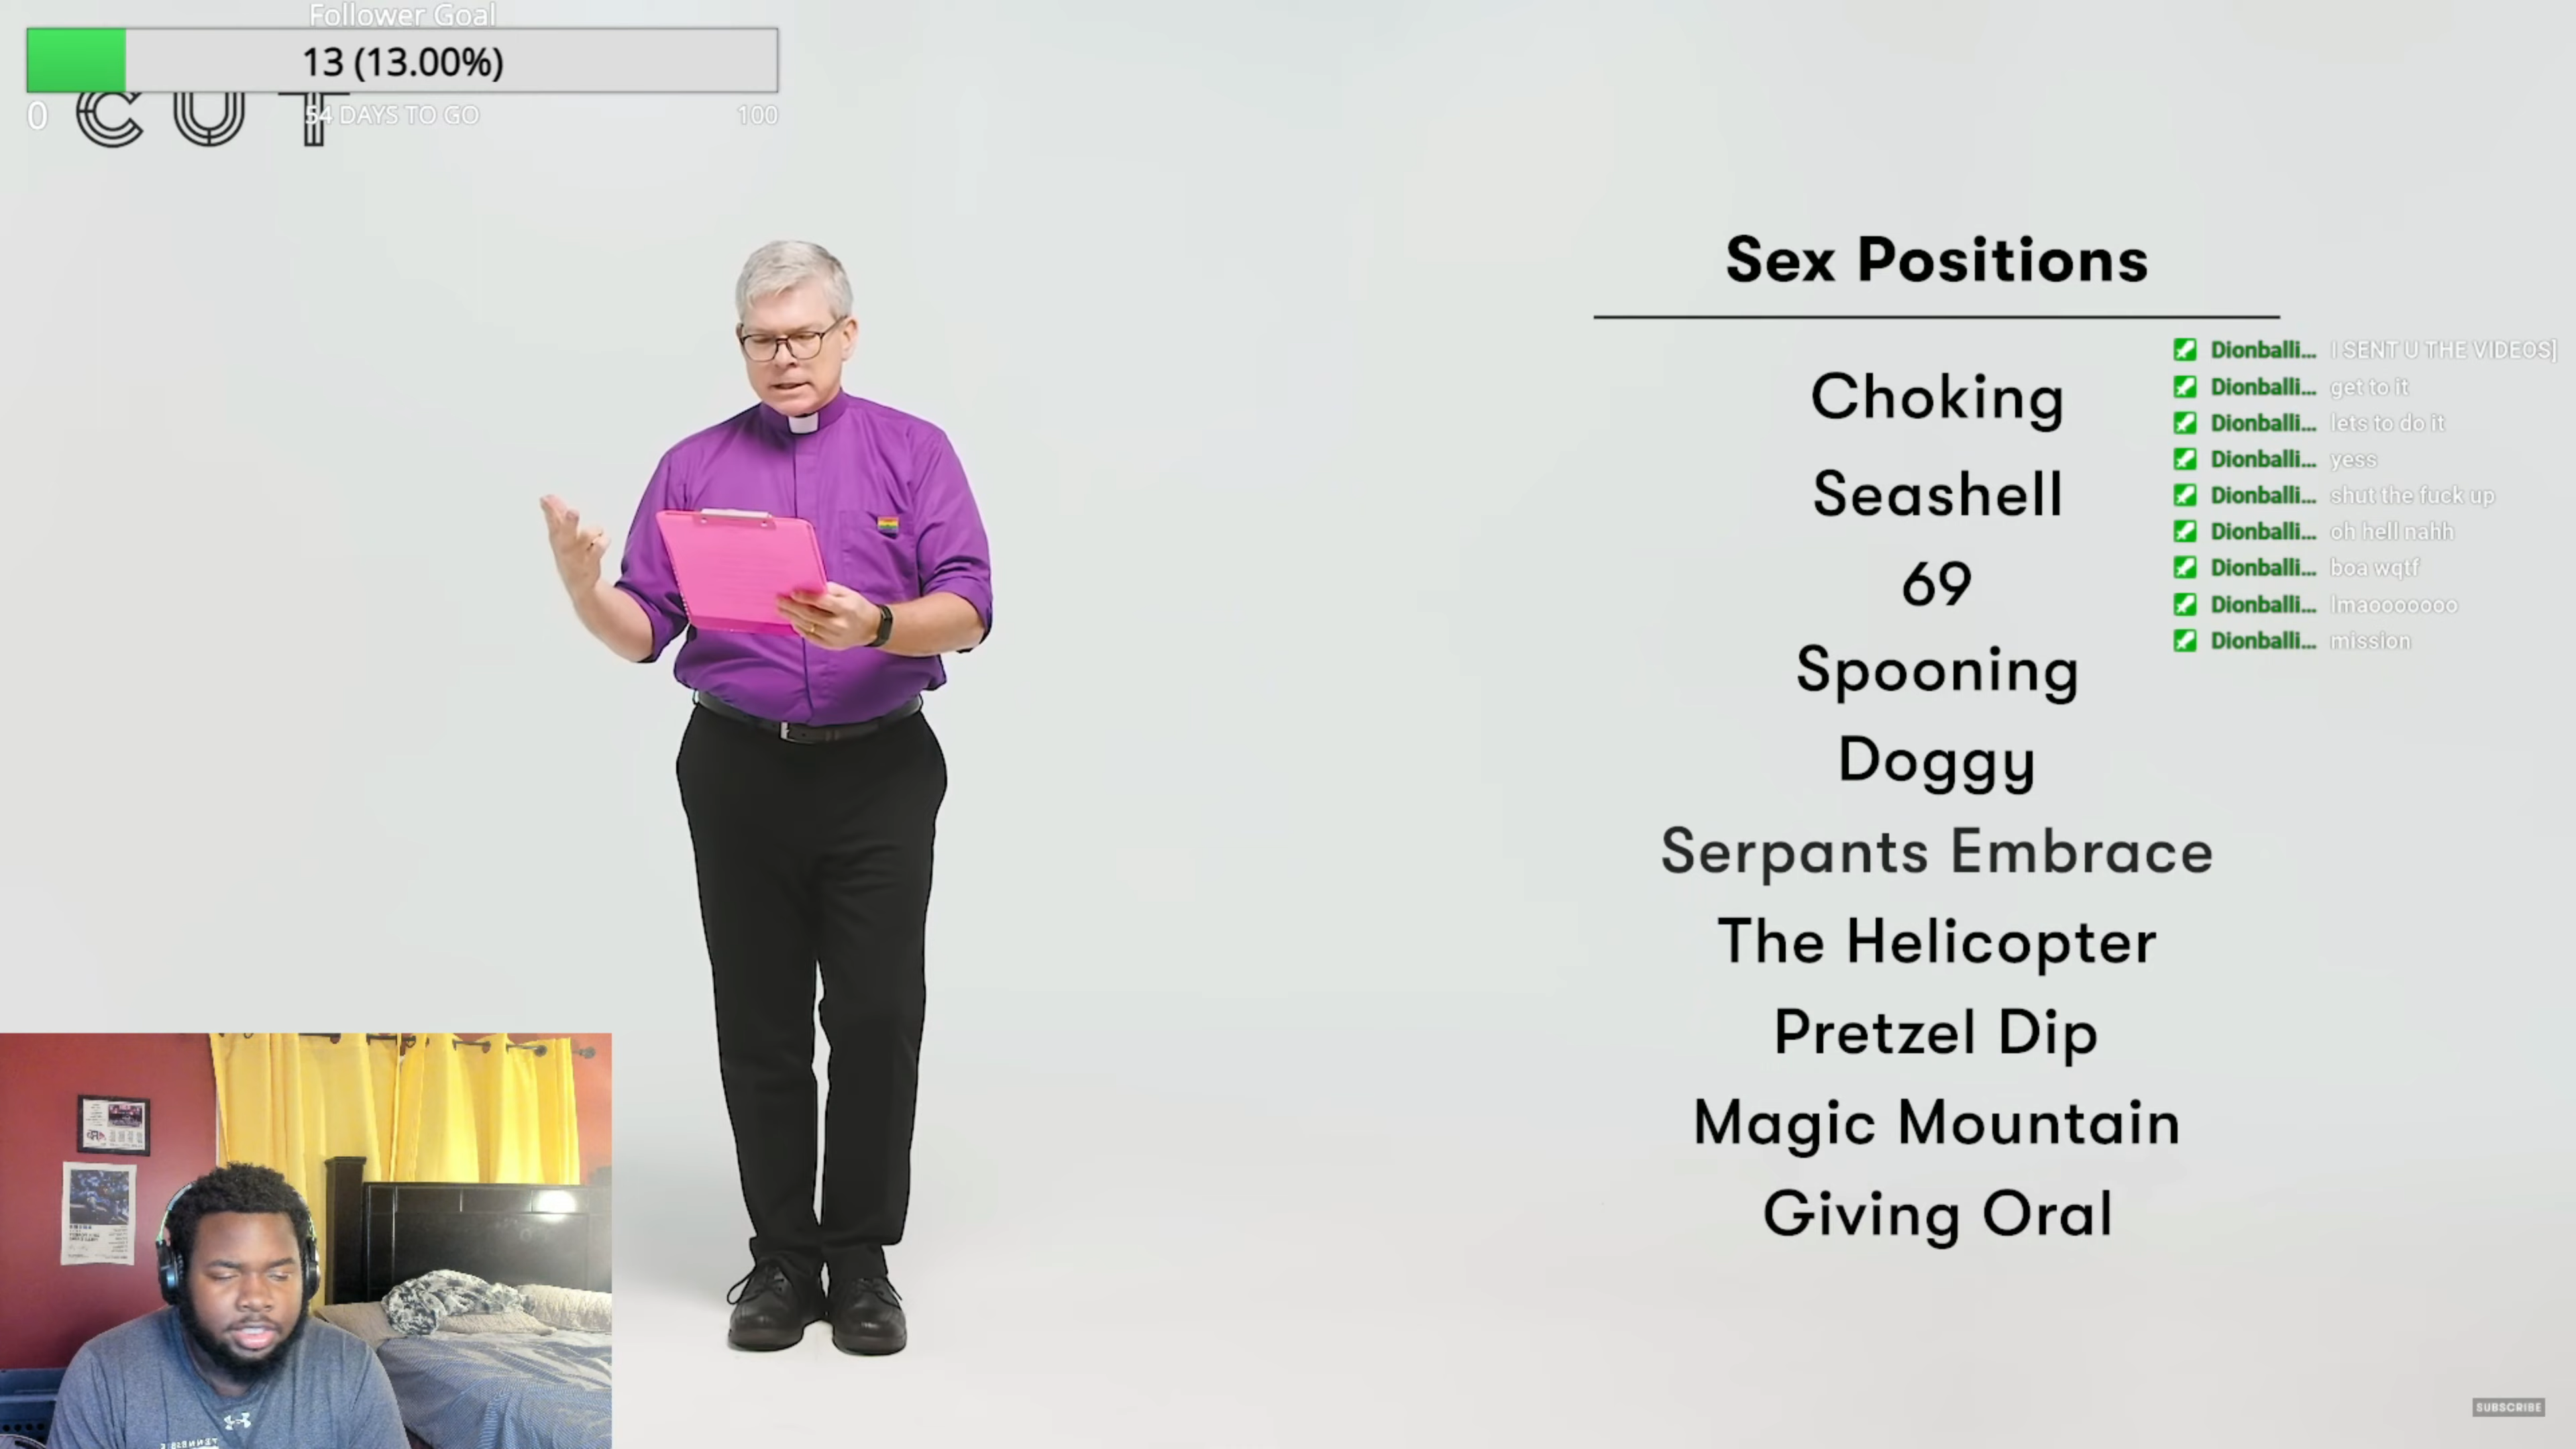 Follower Goal
13 (13.00%)
0
54 DAYS TO GO
100
CUT
Sex Positions
Choking
Seashell
69
Spooning
Doggy
Serpants Embrace
The Helicopter
Pretzel Dip
Magic Mountain
Giving Oral
Dionballi... I SENT U THE VIDEOS]
Dionballi... get to it
Dionballi... lets to do it
Dionballi... yess
Dionballi... shut the fuck up
Dionballi... oh hell nahh
Dionballi... boa wqtf
Dionballi... lmaooooooo
Dionballi... mission
SUBSCRIBE